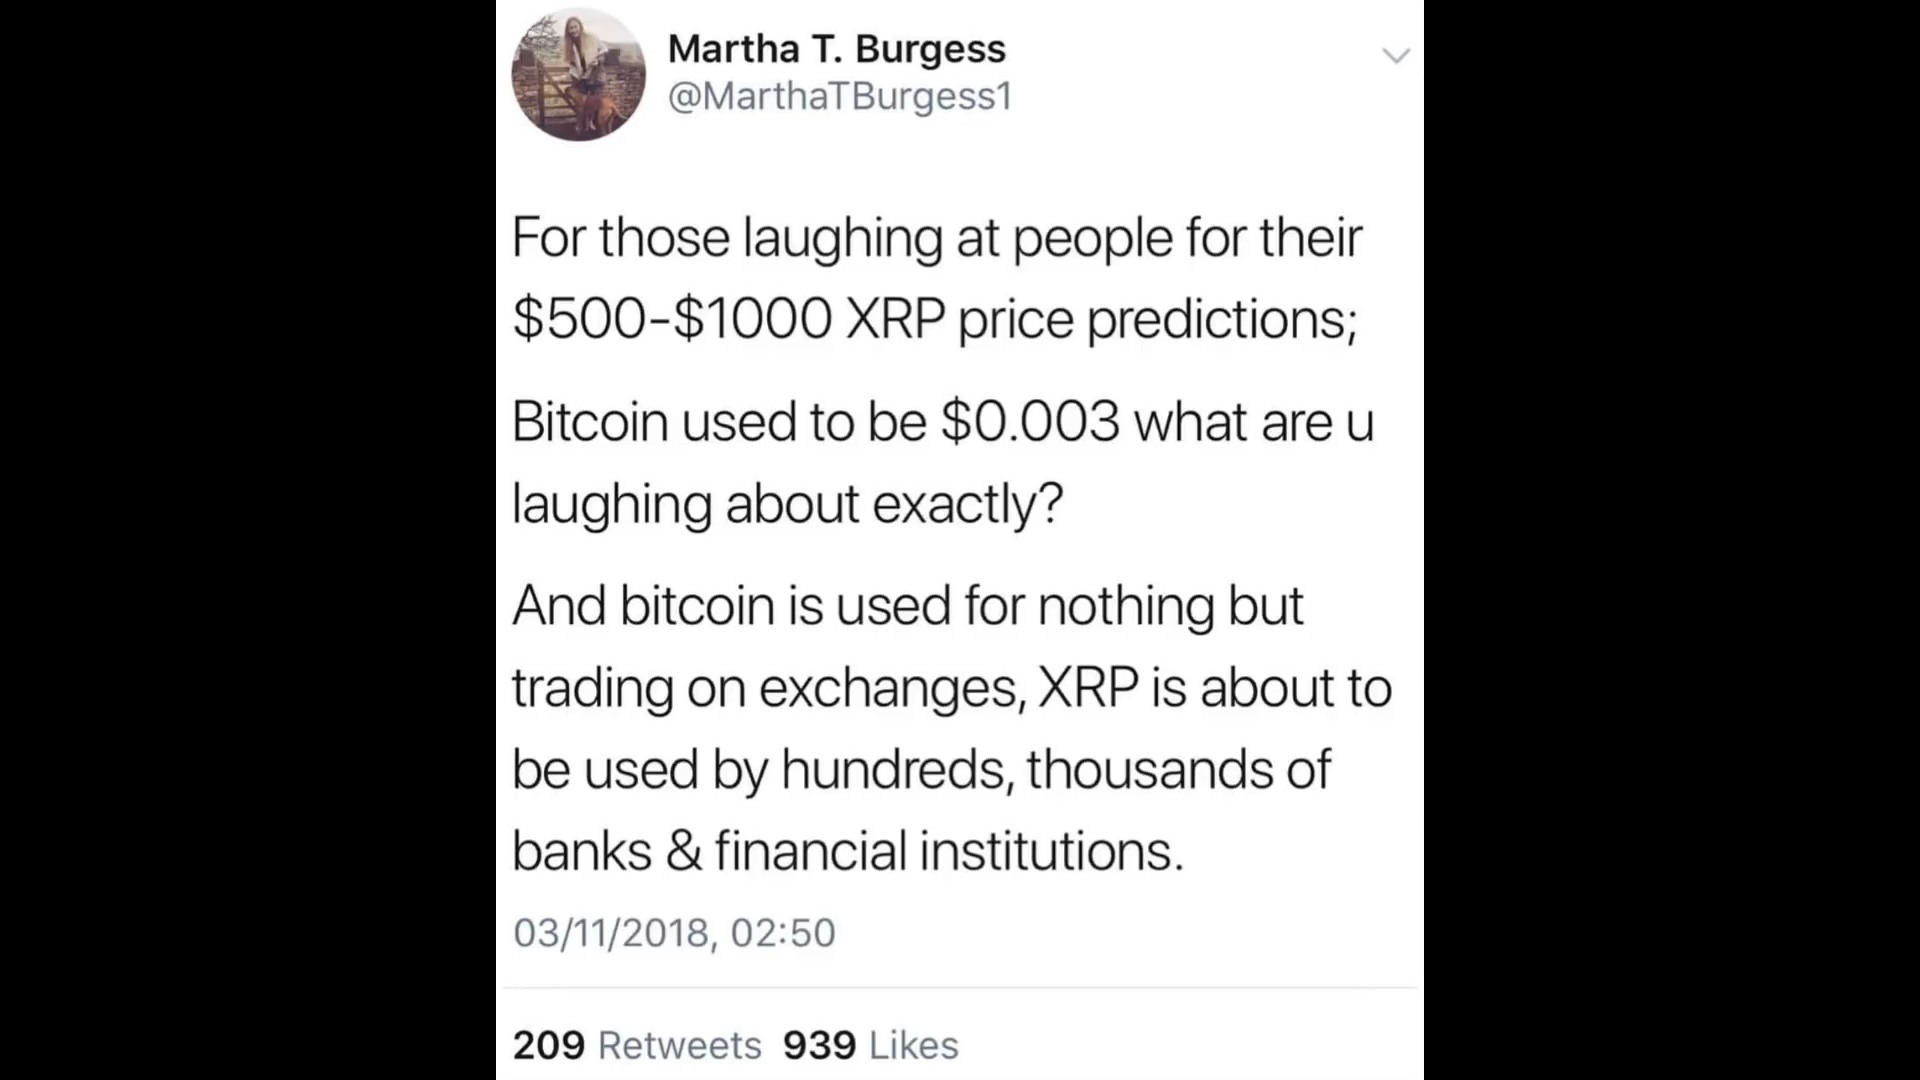 Martha T. Burgess
@MarthaTBurgess1
For those laughing at people for their
$500-$1000 XRP price predictions;
Bitcoin used to be $0.003 what are u
laughing about exactly?
And bitcoin is used for nothing but
trading on exchanges, XRP is about to
be used by hundreds, thousands of
banks & financial institutions.
03/11/2018, 02:50
209 Retweets 939 Likes